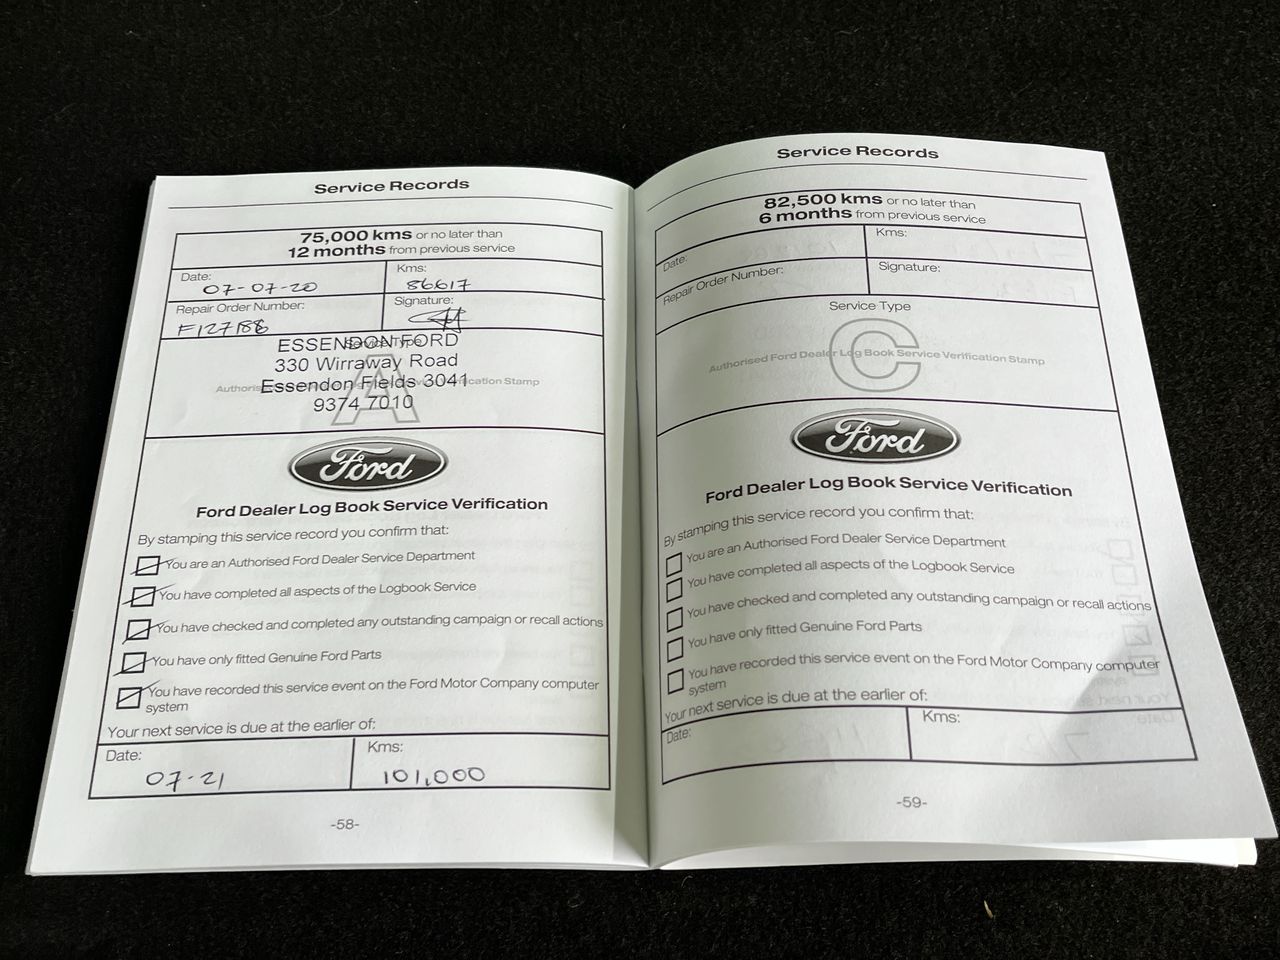 Service Records
75,000 kms or no later than
12 months from previous service
Date:
07-07-20
Kms:
86617
Repair Order Number:
F127188
Signature:
Service Type
A
ESSENDON FORD
330 Wirraway Road
Essendon Fields 3041
9374 7010
Verification Stamp
Ford
Ford Dealer Log Book Service Verification
By stamping this service record you confirm that:
You are an Authorised Ford Dealer Service Department
You have completed all aspects of the Logbook Service
You have checked and completed any outstanding campaign or recall actions
You have only fitted Genuine Ford Parts
You have recorded this service event on the Ford Motor Company computer
system
Your next service is due at the earlier of:
Date:
07-21
Kms:
101,000
-58-
Service Records
82,500 kms or no later than
6 months from previous service
Date:
Kms:
Repair Order Number:
Signature:
Service Type
C
Authorised Ford Dealer Log Book Service Verification Stamp
Ford
Ford Dealer Log Book Service Verification
By stamping this service record you confirm that:
You are an Authorised Ford Dealer Service Department
You have completed all aspects of the Logbook Service
You have checked and completed any outstanding campaign or recall actions
You have only fitted Genuine Ford Parts
You have recorded this service event on the Ford Motor Company computer
system
Your next service is due at the earlier of:
Date:
Kms:
-59-